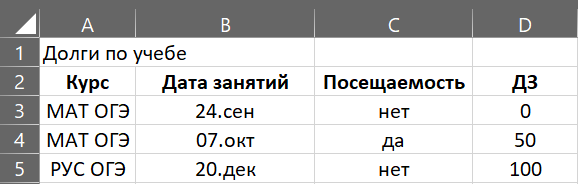 A B C D
1 Долги по учебе
2 Курс Дата занятий Посещаемость ДЗ
3 МАТ ОГЭ 24.сен нет 0
4 МАТ ОГЭ 07.окт да 50
5 РУС ОГЭ 20.дек нет 100